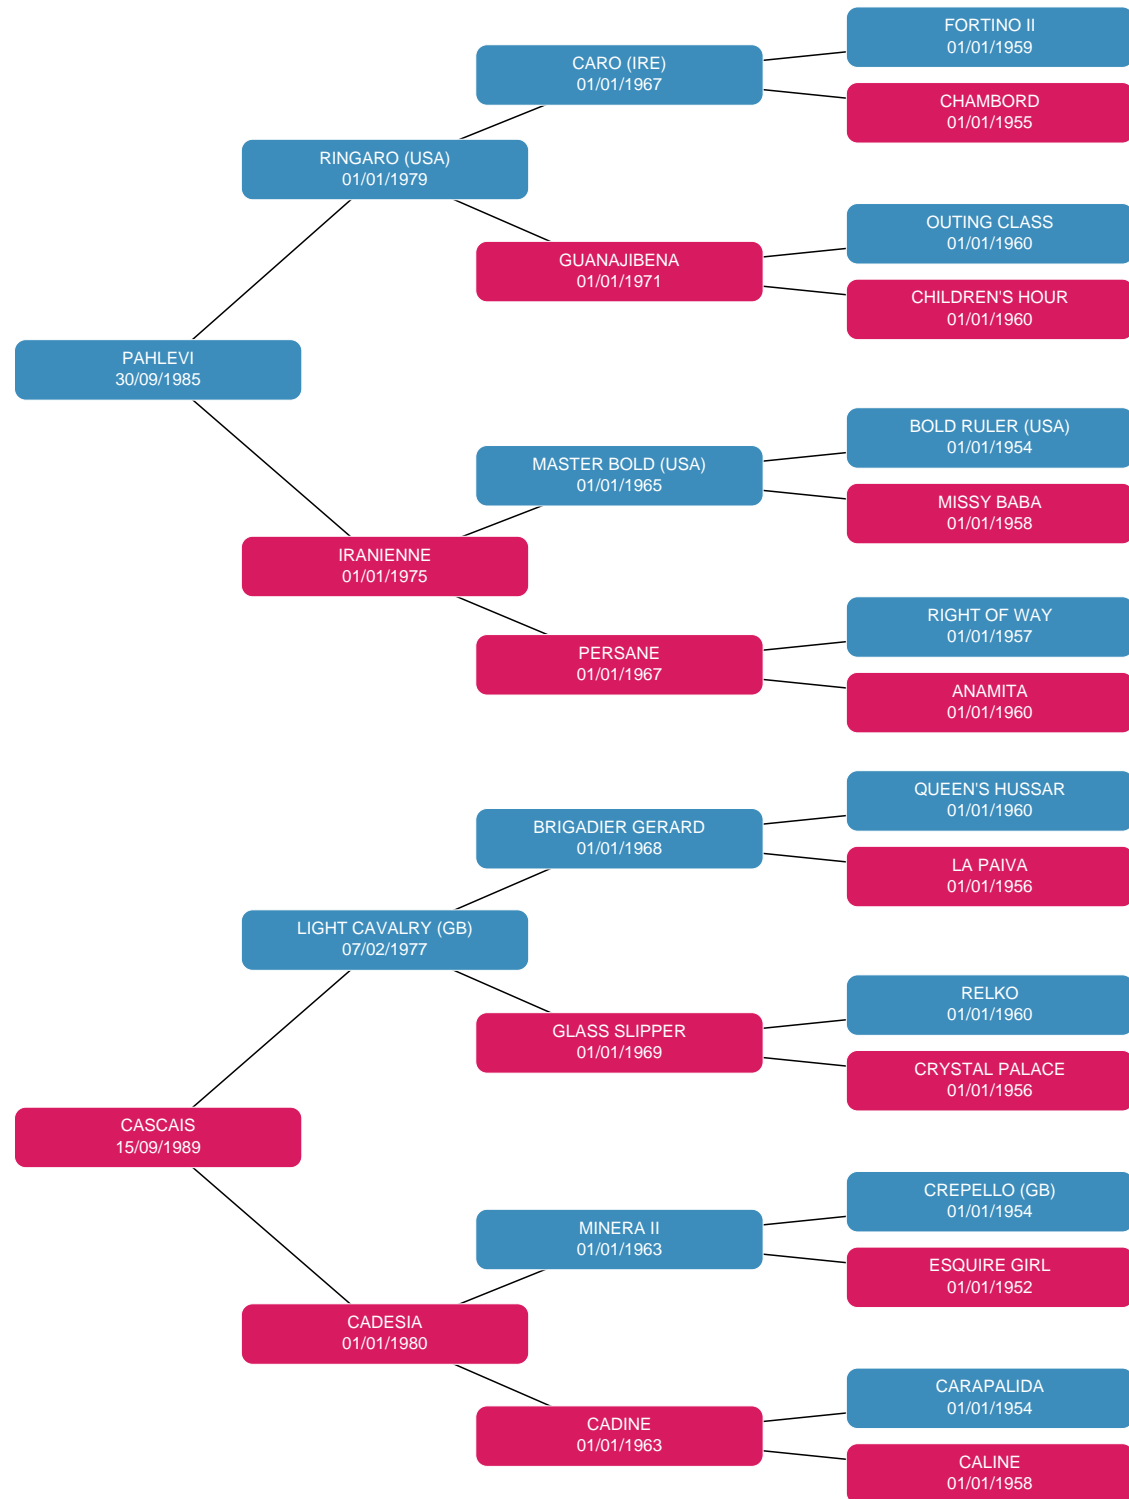 FORTINO II
01/01/1959
CARO (IRE)
01/01/1967
CHAMBORD
01/01/1955
RINGARO (USA)
01/01/1979
OUTING CLASS
01/01/1960
GUANAJIBENA
01/01/1971
CHILDREN'S HOUR
01/01/1960
PAHLEVI
30/09/1985
BOLD RULER (USA)
01/01/1954
MASTER BOLD (USA)
01/01/1965
MISSY BABA
01/01/1958
IRANIENNE
01/01/1975
RIGHT OF WAY
01/01/1957
PERSANE
01/01/1967
ANAMITA
01/01/1960
QUEEN'S HUSSAR
01/01/1960
BRIGADIER GERARD
01/01/1968
LA PAIVA
01/01/1956
LIGHT CAVALRY (GB)
07/02/1977
RELKO
01/01/1960
GLASS SLIPPER
01/01/1969
CRYSTAL PALACE
01/01/1956
CASCAIS
15/09/1989
CREPELLO (GB)
01/01/1954
MINERA II
01/01/1963
ESQUIRE GIRL
01/01/1952
CADESIA
01/01/1980
CARAPALIDA
01/01/1954
CADINE
01/01/1963
CALINE
01/01/1958